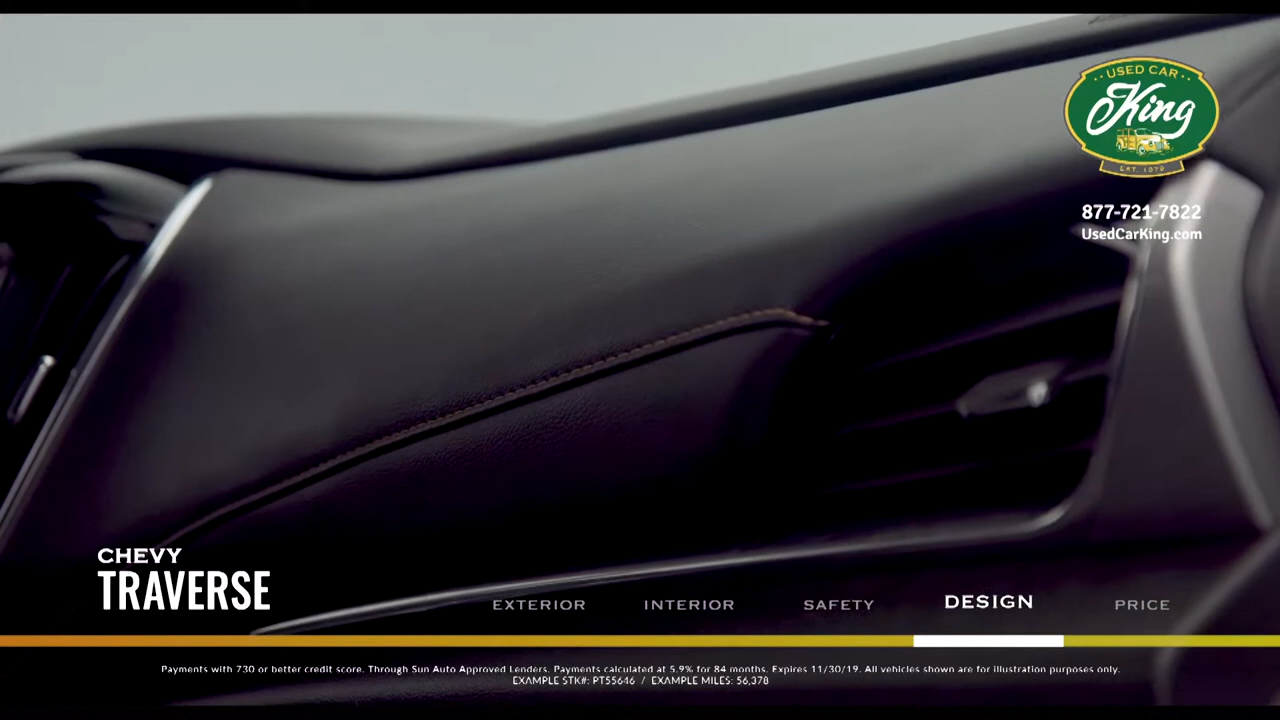 USED CAR
King
EST. 1979
877-721-7822
UsedCarKing.com
CHEVY
TRAVERSE
EXTERIOR INTERIOR SAFETY DESIGN PRICE
Payments with 730 or better credit score. Through Sun Auto Approved Lenders. Payments calculated at 5.9% for 84 months. Expires 11/30/19. All vehicles shown are for illustration purposes only.
EXAMPLE STK#: PT55646 / EXAMPLE MILES: 56,378